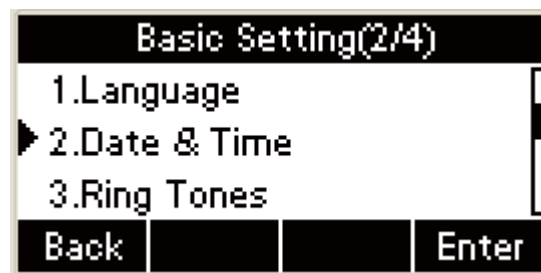 Basic Setting(2/4)
1.Language
2.Date & Time
3.Ring Tones
Back Enter